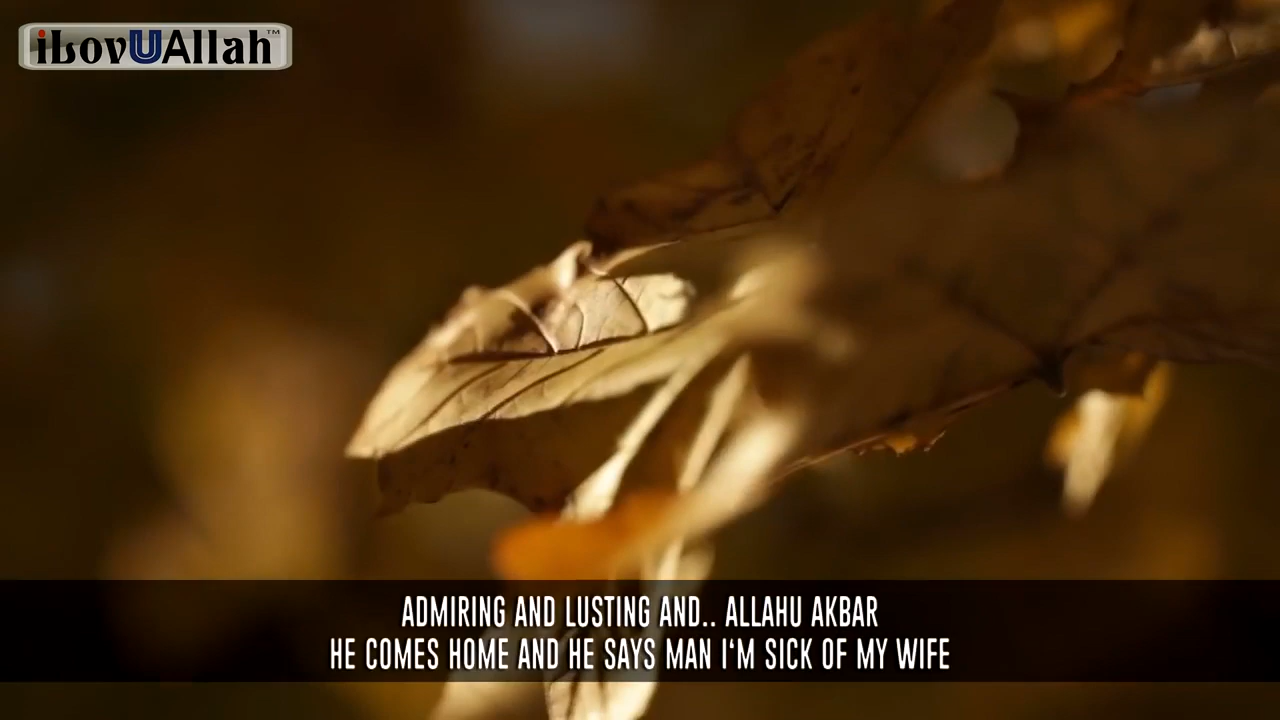 iLovUAllah™
ADMIRING AND LUSTING AND.. ALLAHU AKBAR
HE COMES HOME AND HE SAYS MAN I'M SICK OF MY WIFE